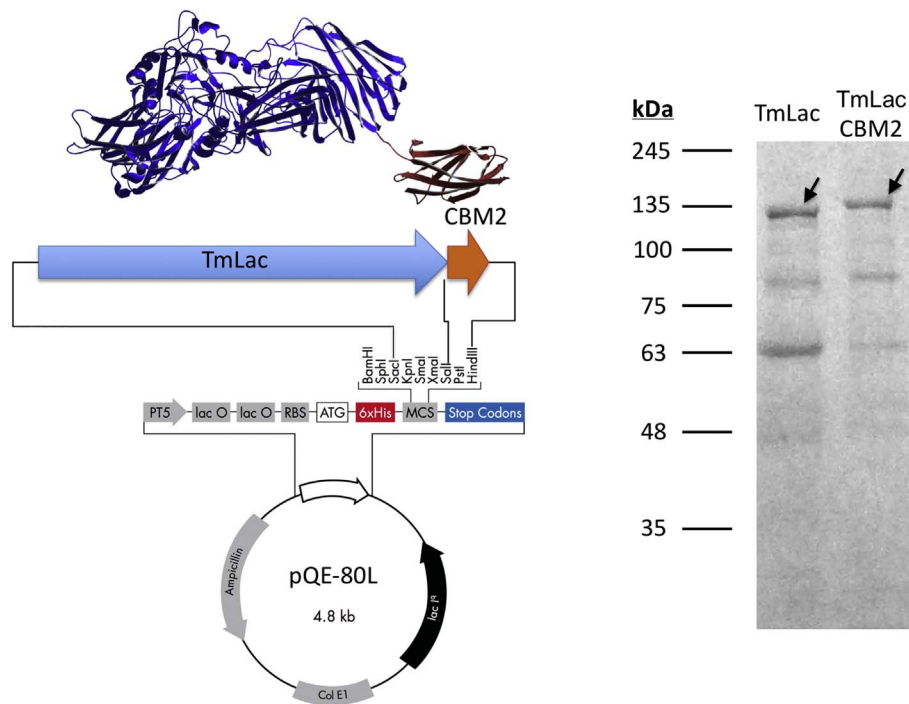 CBM2
TmLac
BamHI
SphI
SacI
KpnI
SmaI
XmaI
SalI
PstI
HindIII
PT5
lac O
lac O
RBS
ATG
6xHis
MCS
Stop Codons
Ampicillin
pQE-80L
4.8 kb
lac Iq
Col E1
kDa
TmLac
TmLac
CBM2
245
135
100
75
63
48
35